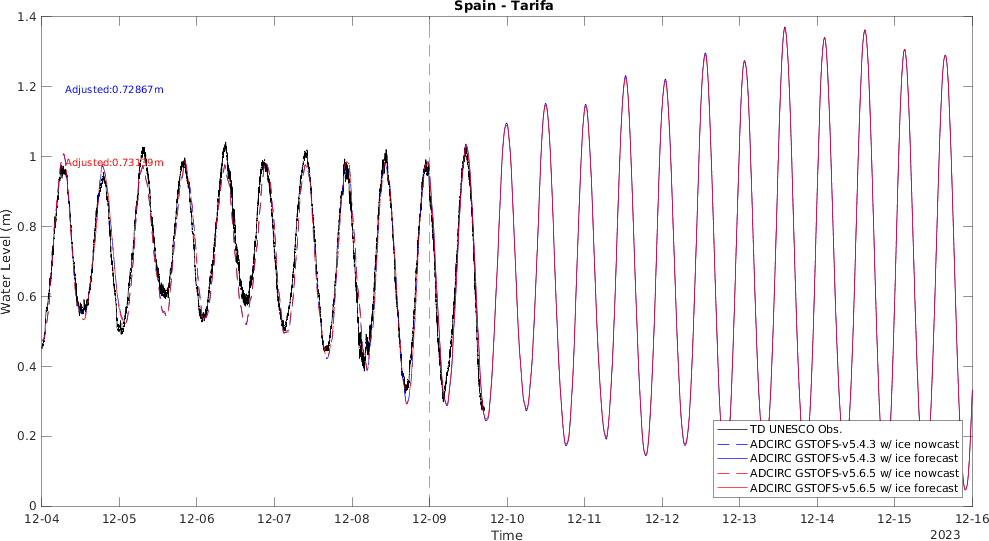 Spain - Tarifa
1.4
1.2
1
0.8
0.6
0.4
0.2
0
Water Level (m)
Adjusted:0.72867m
Adjusted:0.73139m
TD UNESCO Obs.
ADCIRC GSTOFS-v5.4.3 w/ ice nowcast
ADCIRC GSTOFS-v5.4.3 w/ ice forecast
ADCIRC GSTOFS-v5.6.5 w/ ice nowcast
ADCIRC GSTOFS-v5.6.5 w/ ice forecast
12-04 12-05 12-06 12-07 12-08 12-09 12-10 12-11 12-12 12-13 12-14 12-15 12-16
Time
2023